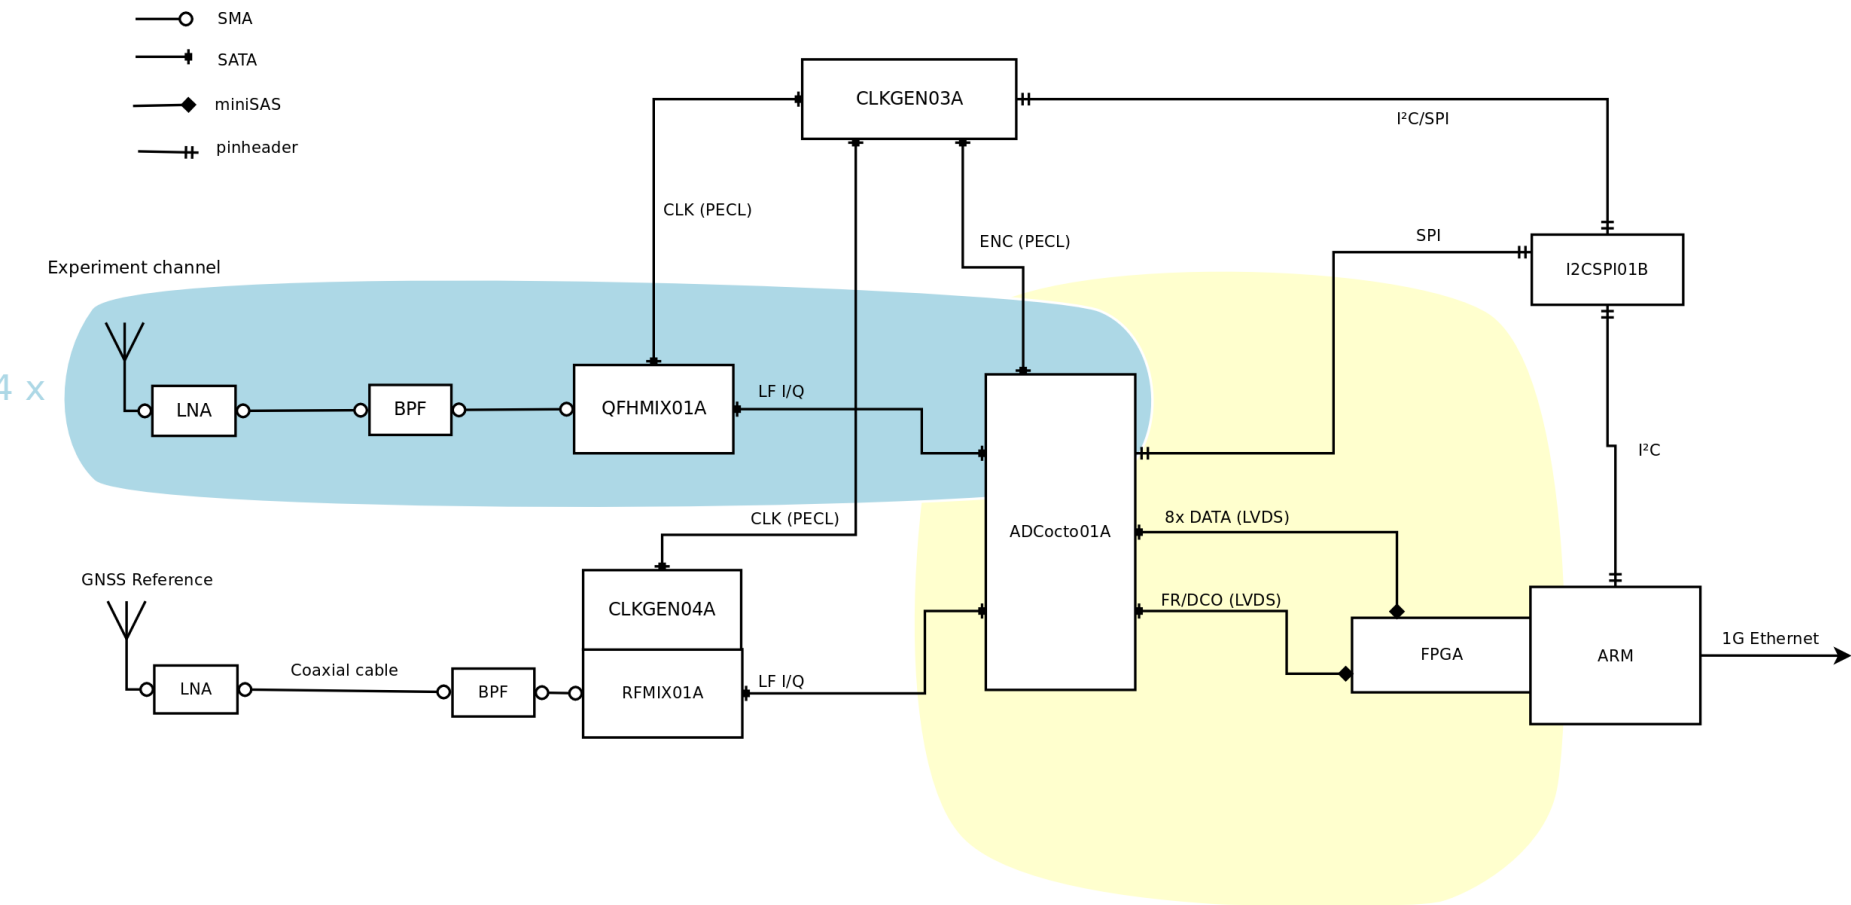 SMA
SATA
miniSAS
pinheader
CLKGEN03A
I²C/SPI
CLK (PECL)
ENC (PECL)
SPI
I2CSPI01B
Experiment channel
4 x
LNA
BPF
QFHMIX01A
LF I/Q
I²C
CLK (PECL)
8x DATA (LVDS)
ADCocto01A
GNSS Reference
CLKGEN04A
FR/DCO (LVDS)
1G Ethernet
FPGA
ARM
Coaxial cable
LNA
BPF
RFMIX01A
LF I/Q